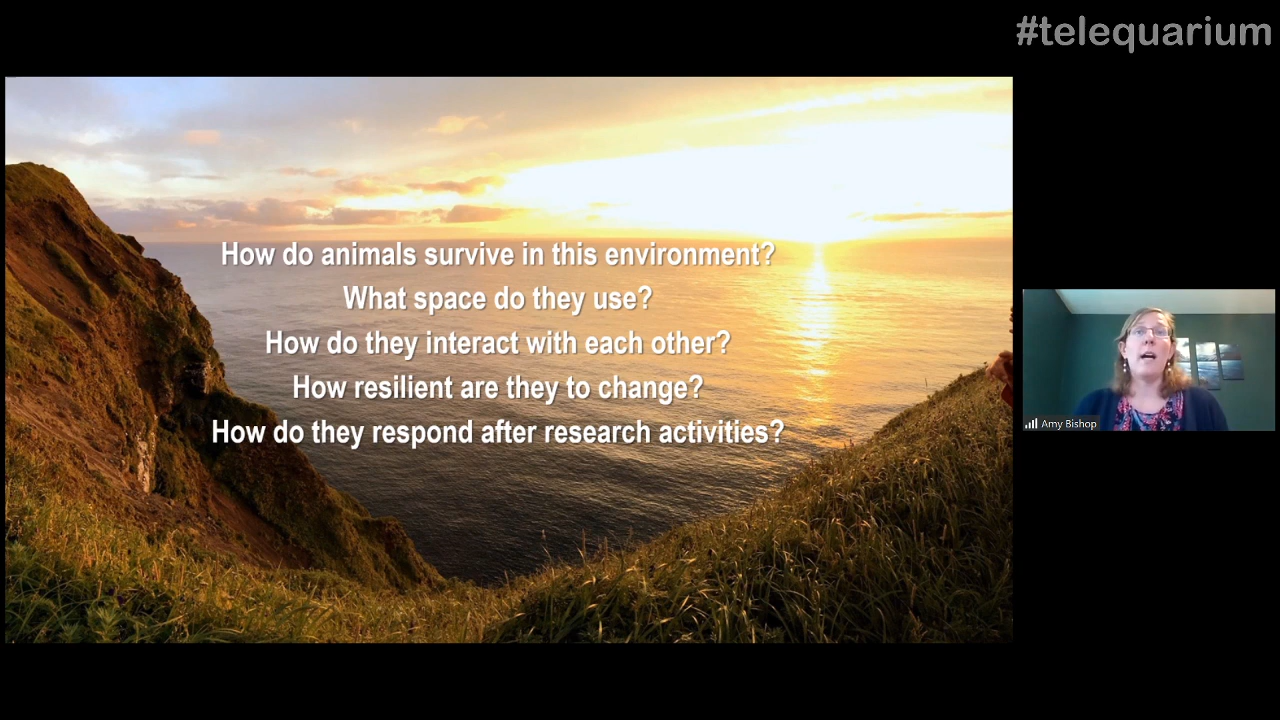 #telequarium
How do animals survive in this environment?
What space do they use?
How do they interact with each other?
How resilient are they to change?
How do they respond after research activities?
Amy Bishop